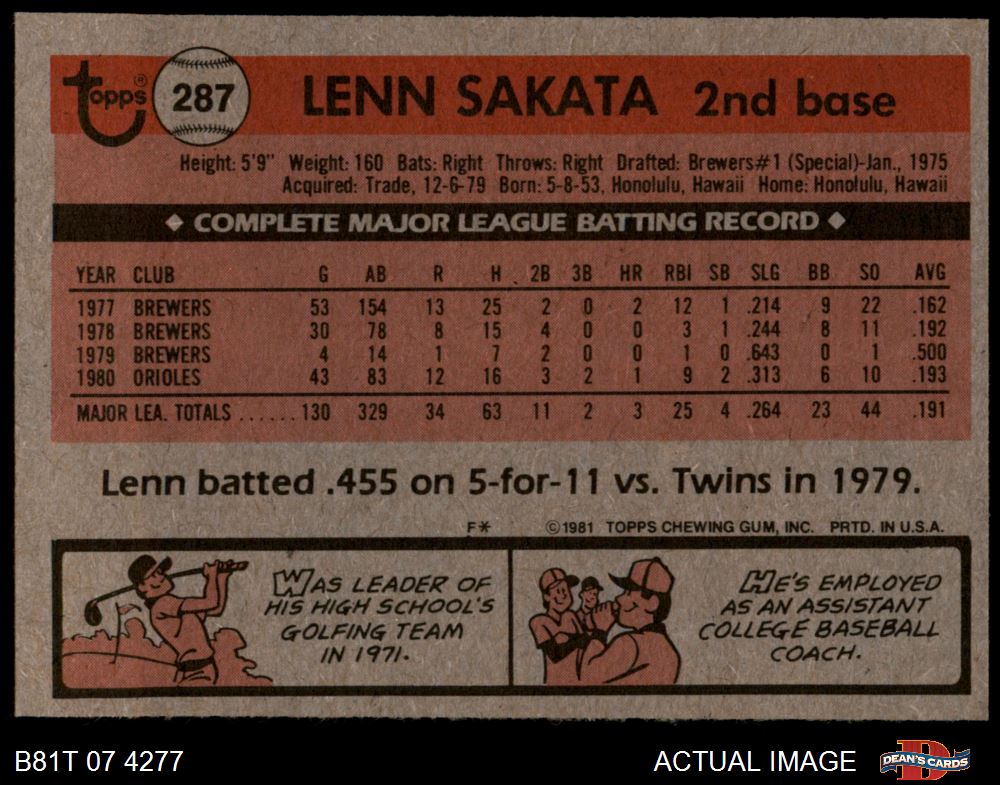 topps® 287 LENN SAKATA 2nd base
Height: 5'9" Weight: 160 Bats: Right Throws: Right Drafted: Brewers#1 (Special)-Jan., 1975
Acquired: Trade, 12-6-79 Born: 5-8-53, Honolulu, Hawaii Home: Honolulu, Hawaii
◆ COMPLETE MAJOR LEAGUE BATTING RECORD ◆
YEAR CLUB G AB R H 2B 3B HR RBI SB SLG BB SO AVG
1977 BREWERS 53 154 13 25 2 0 2 12 1 .214 9 22 .162
1978 BREWERS 30 78 8 15 4 0 0 3 1 .244 8 11 .192
1979 BREWERS 4 14 1 7 2 0 0 1 0 .643 0 1 .500
1980 ORIOLES 43 83 12 16 3 2 1 9 2 .313 6 10 .193
MAJOR LEA. TOTALS ......130 329 34 63 11 2 3 25 4 .264 23 44 .191
Lenn batted .455 on 5-for-11 vs. Twins in 1979.
F* ©1981 TOPPS CHEWING GUM, INC. PRTD. IN U.S.A.
WAS LEADER OF
HIS HIGH SCHOOL'S
GOLFING TEAM
IN 1971.
HE'S EMPLOYED
AS AN ASSISTANT
COLLEGE BASEBALL
COACH.
B81T 07 4277 ACTUAL IMAGE DEAN'S CARDS